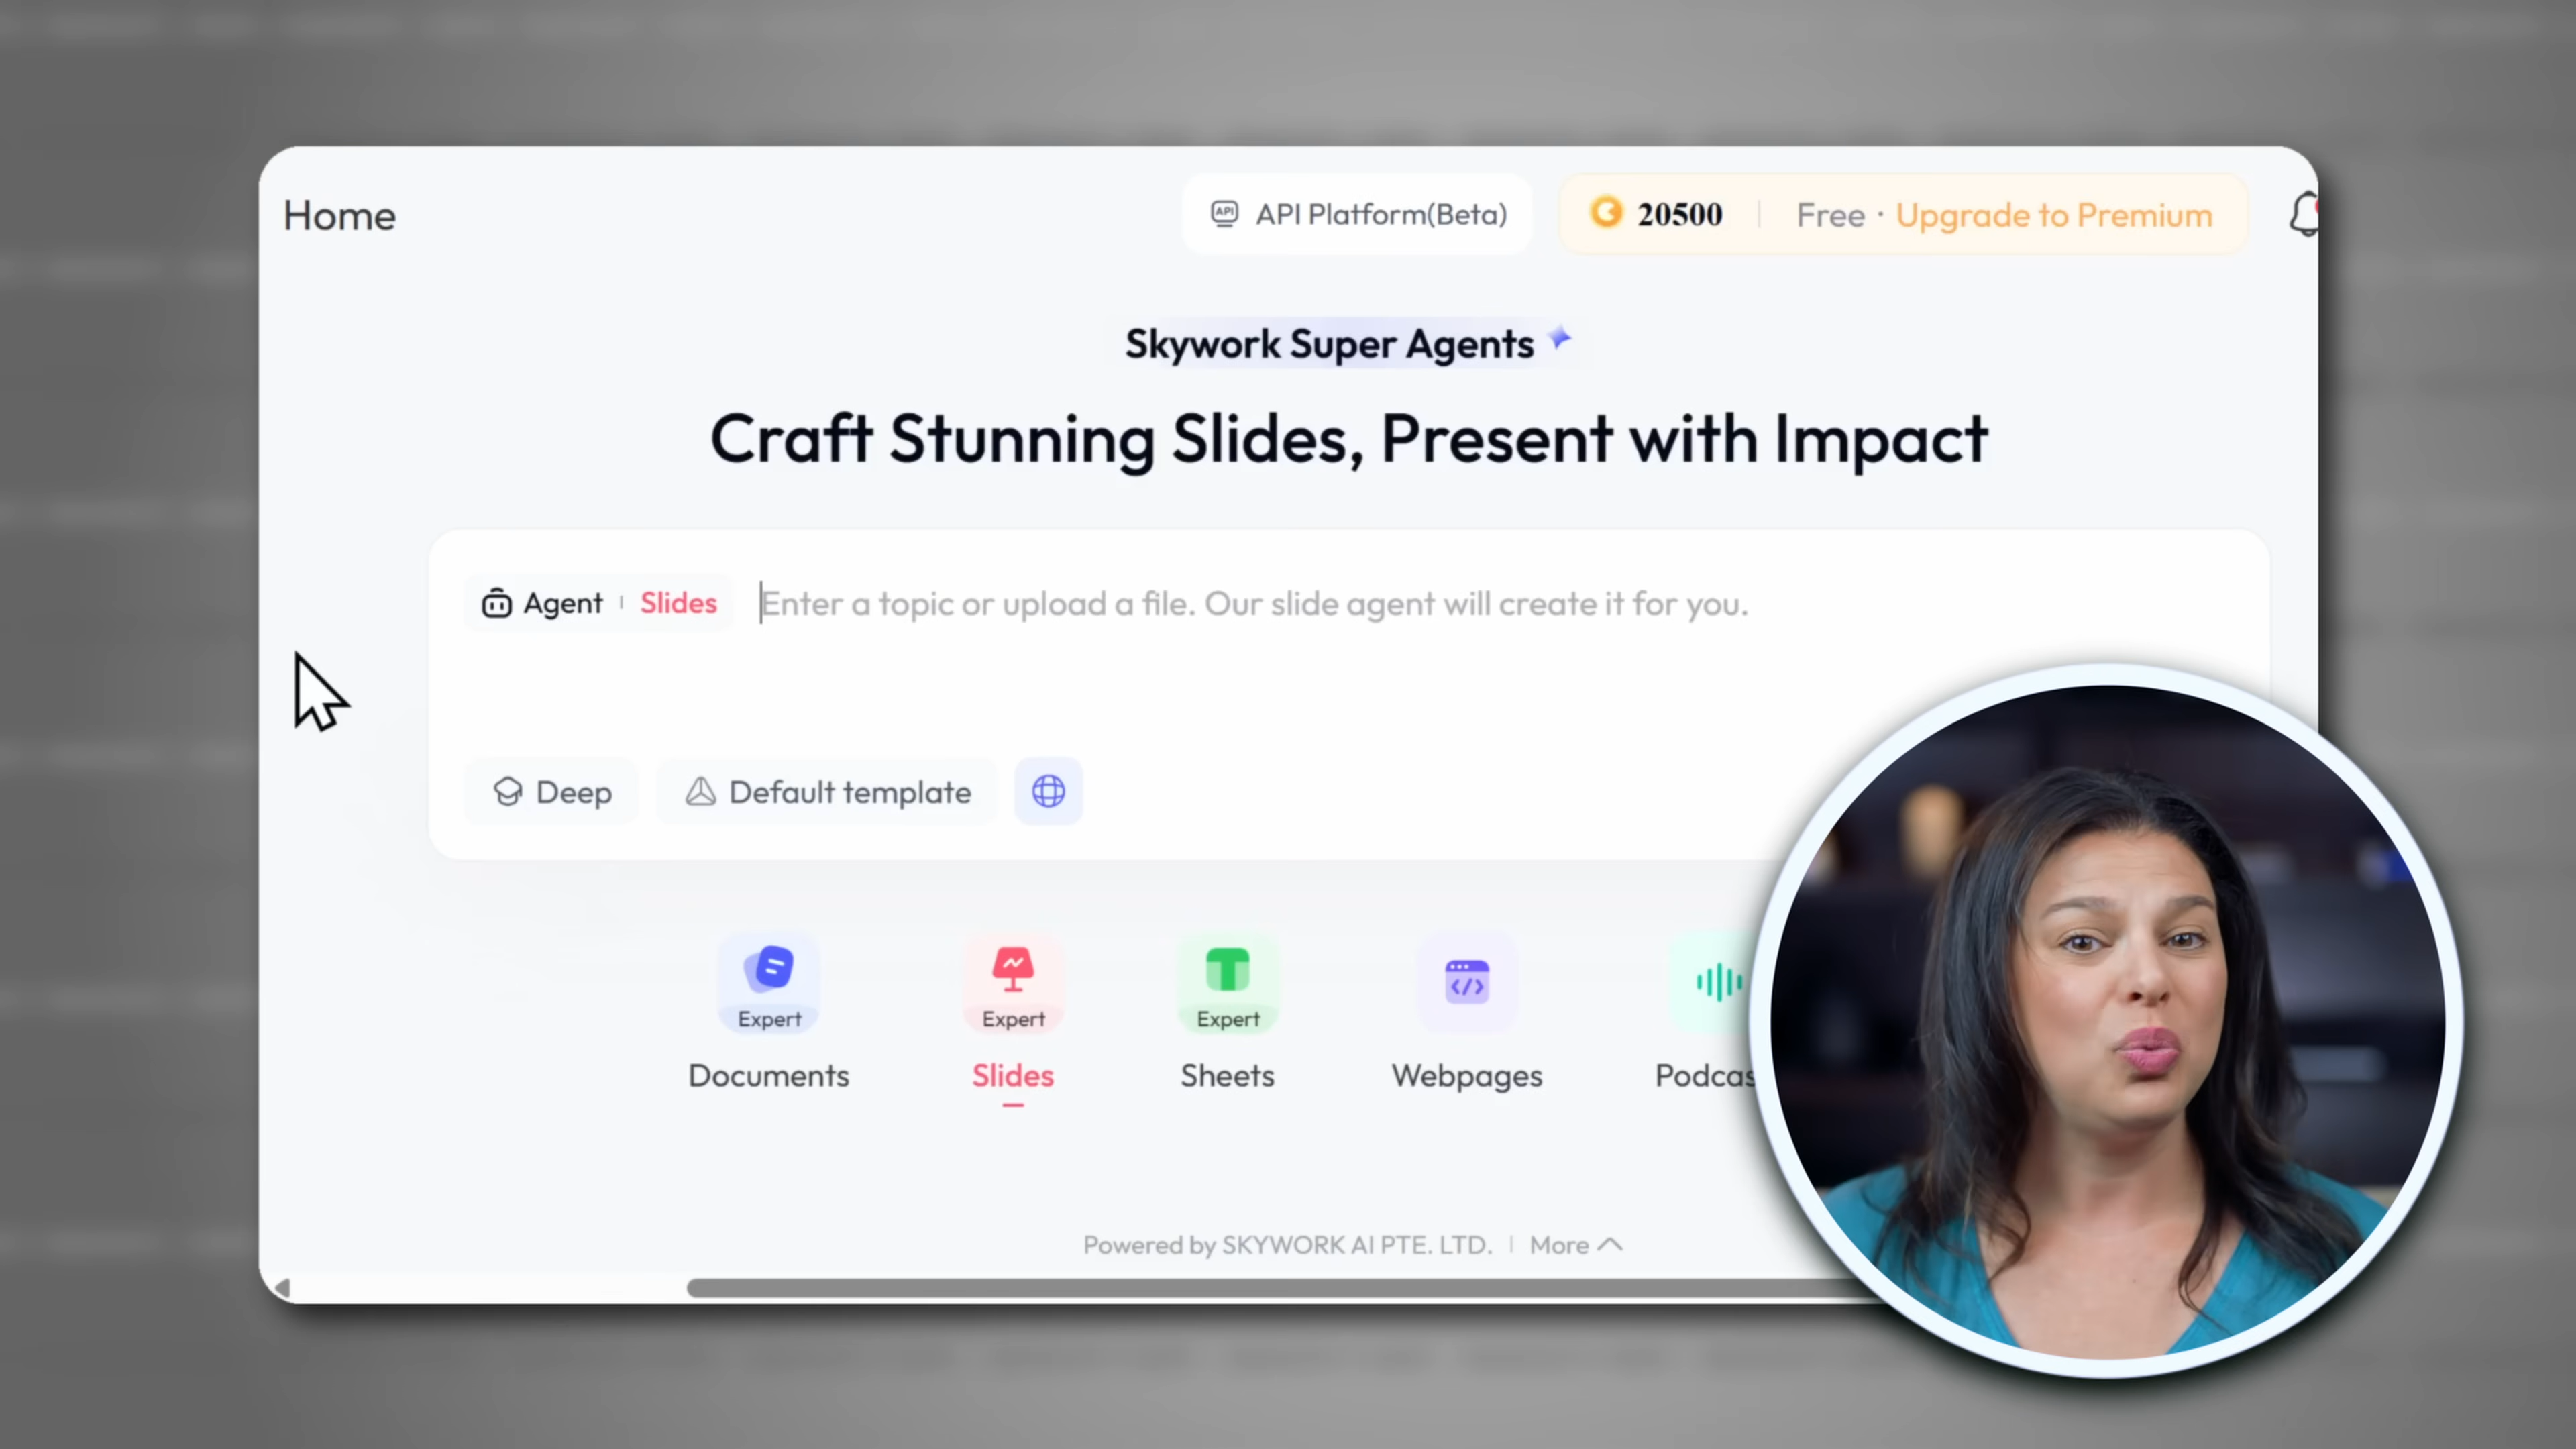 Home
API
API Platform(Beta)
20500
Free · Upgrade to Premium
Skywork Super Agents
Craft Stunning Slides, Present with Impact
Agent
Slides
Enter a topic or upload a file. Our slide agent will create it for you.
Deep
Default template
Expert
Expert
Expert
Documents
Slides
Sheets
Webpages
Podcas
Powered by SKYWORK AI PTE. LTD. | More